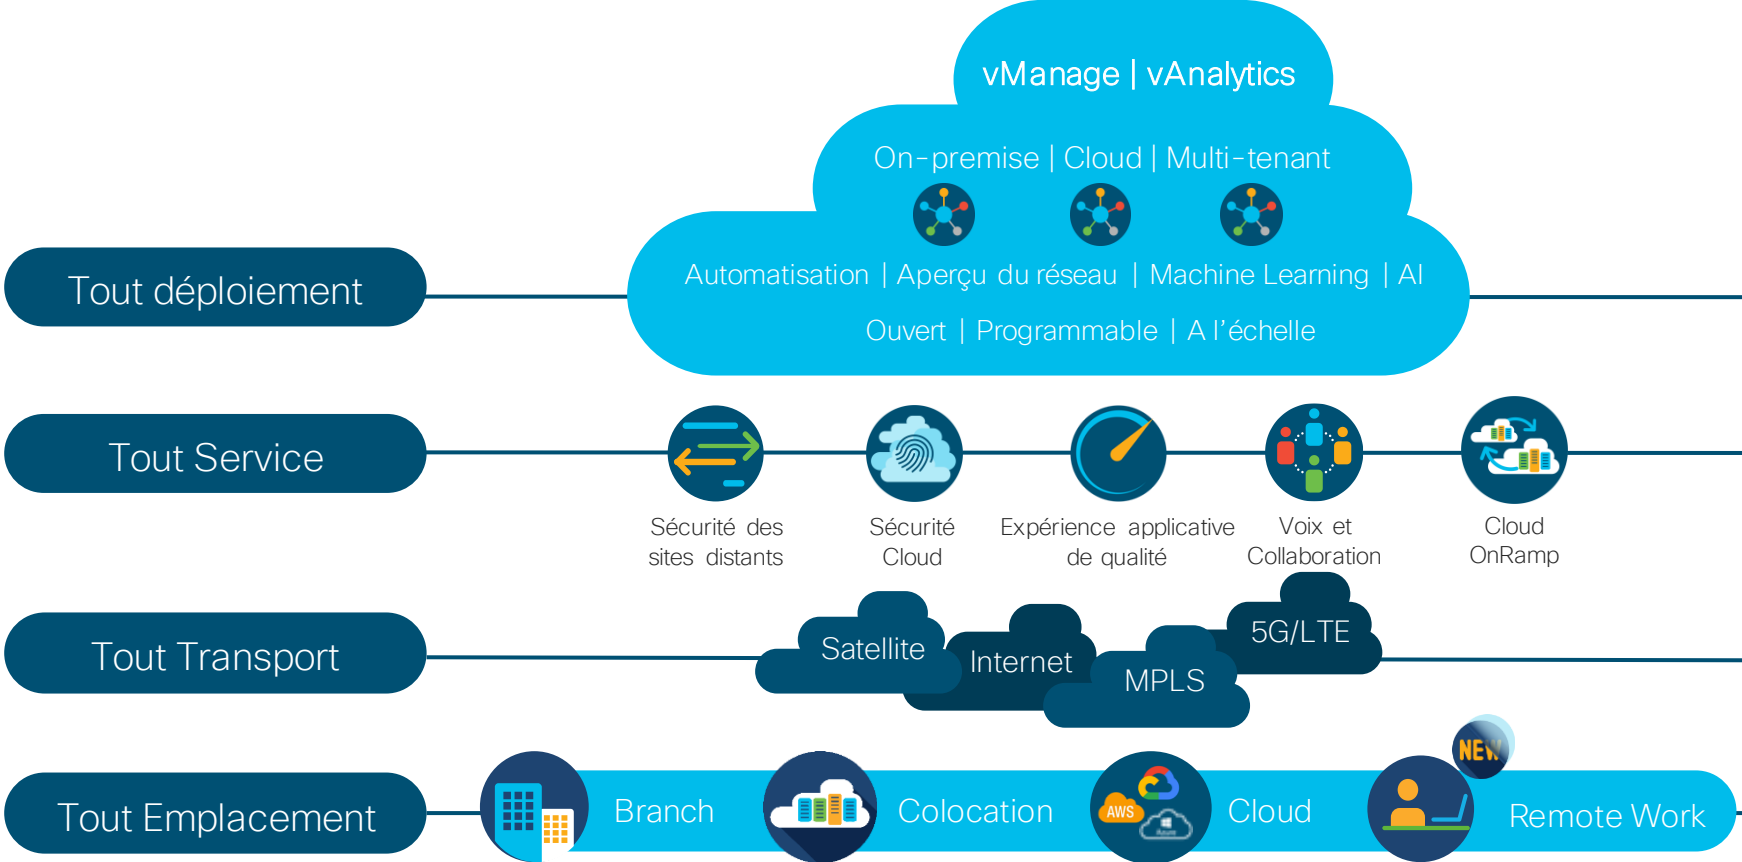 vManage | vAnalytics
On-premise | Cloud | Multi-tenant
Tout déploiement
Automatisation | Aperçu du réseau | Machine Learning | AI
Ouvert | Programmable | A l'échelle
Tout Service
Sécurité des
sites distants
Sécurité
Cloud
Expérience applicative
de qualité
Voix et
Collaboration
Cloud
OnRamp
Tout Transport
Satellite
Internet
MPLS
5G/LTE
Tout Emplacement
Branch
Colocation
AWS
Azure
Cloud
NEW
Remote Work